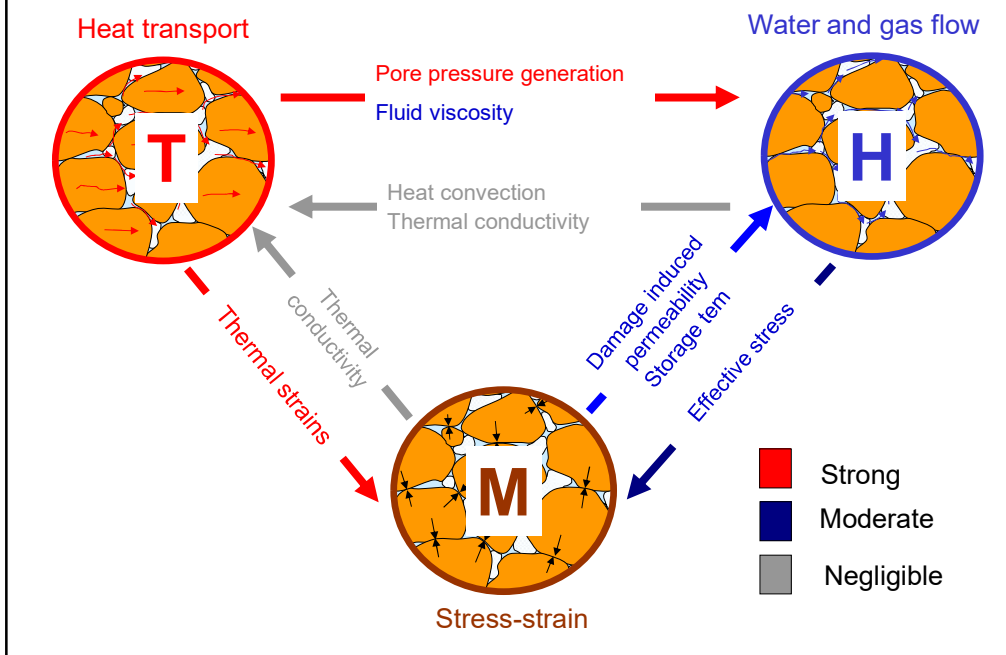 Heat transport
Water and gas flow
Pore pressure generation
Fluid viscosity
T
H
Heat convection
Thermal conductivity
Thermal strains
Thermal
conductivity
Damage induced
permeability
Storage tem
Effective stress
M
Stress-strain
Strong
Moderate
Negligible